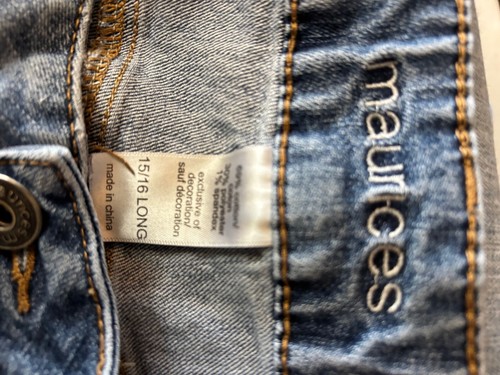 maurices
1% spandex
exclusive of
decoration/
sauf décoration
15/16 LONG
made in china